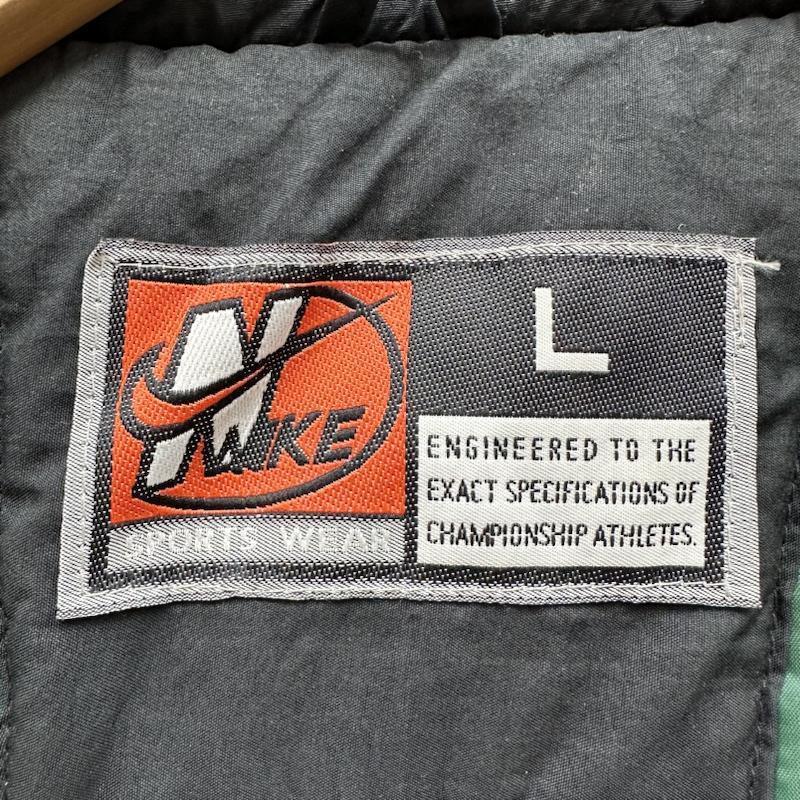 N
NIKE
SPORTS WEAR
L
ENGINEERED TO THE
EXACT SPECIFICATIONS OF
CHAMPIONSHIP ATHLETES.